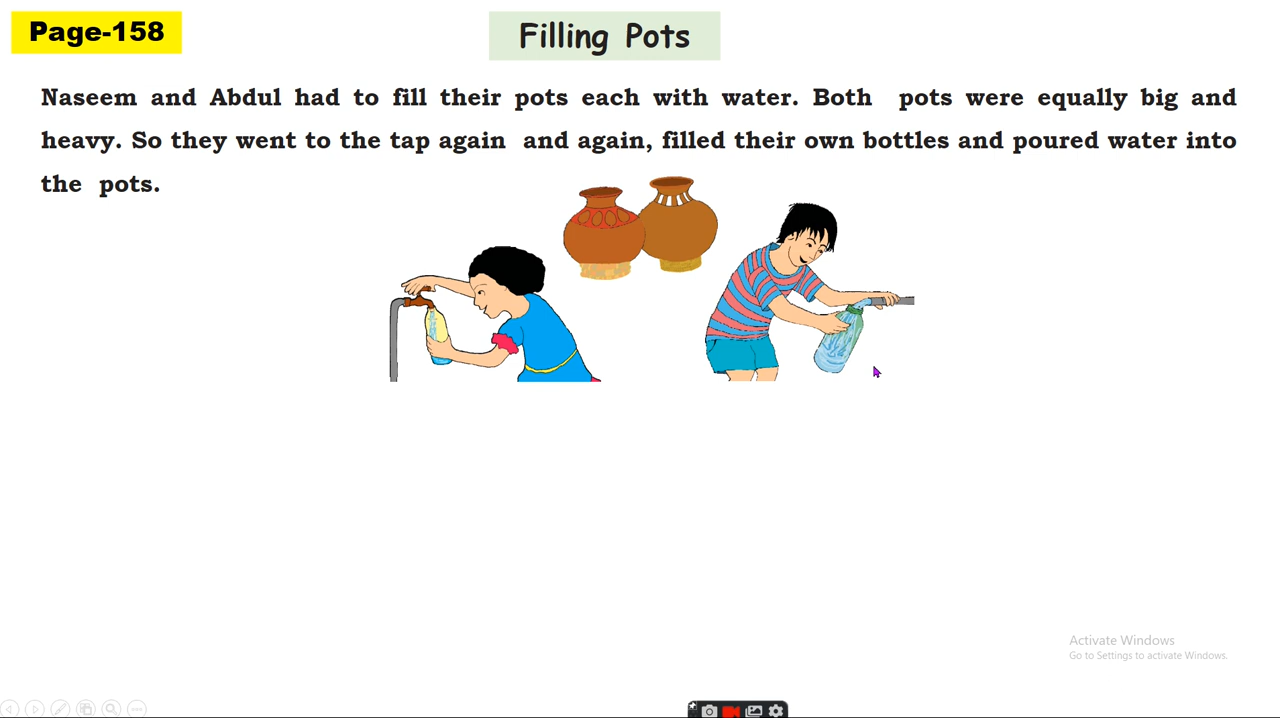 Page-158
Filling Pots
Naseem and Abdul had to fill their pots each with water. Both pots were equally big and
heavy. So they went to the tap again and again, filled their own bottles and poured water into
the pots.
Activate Windows
Go to Settings to activate Windows.